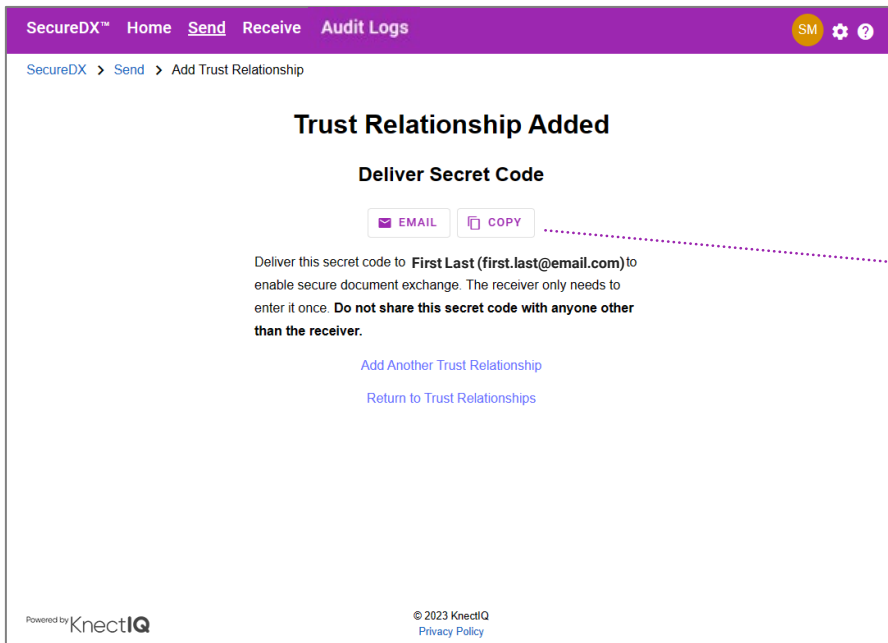 SecureDX™ Home Send Receive Audit Logs SM
SecureDX > Send > Add Trust Relationship
Trust Relationship Added
Deliver Secret Code
EMAIL COPY
Deliver this secret code to First Last (first.last@email.com) to
enable secure document exchange. The receiver only needs to
enter it once. Do not share this secret code with anyone other
than the receiver.
Add Another Trust Relationship
Return to Trust Relationships
Powered by KnectIQ
© 2023 KnectIQ
Privacy Policy